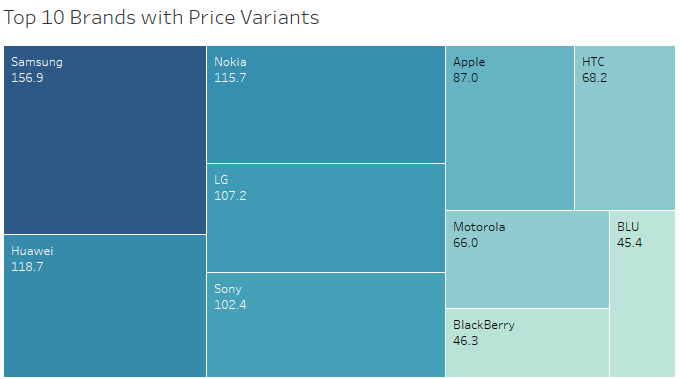 Top 10 Brands with Price Variants
Samsung
156.9
Huawei
118.7
Nokia
115.7
LG
107.2
Sony
102.4
Apple
87.0
HTC
68.2
Motorola
66.0
BlackBerry
46.3
BLU
45.4